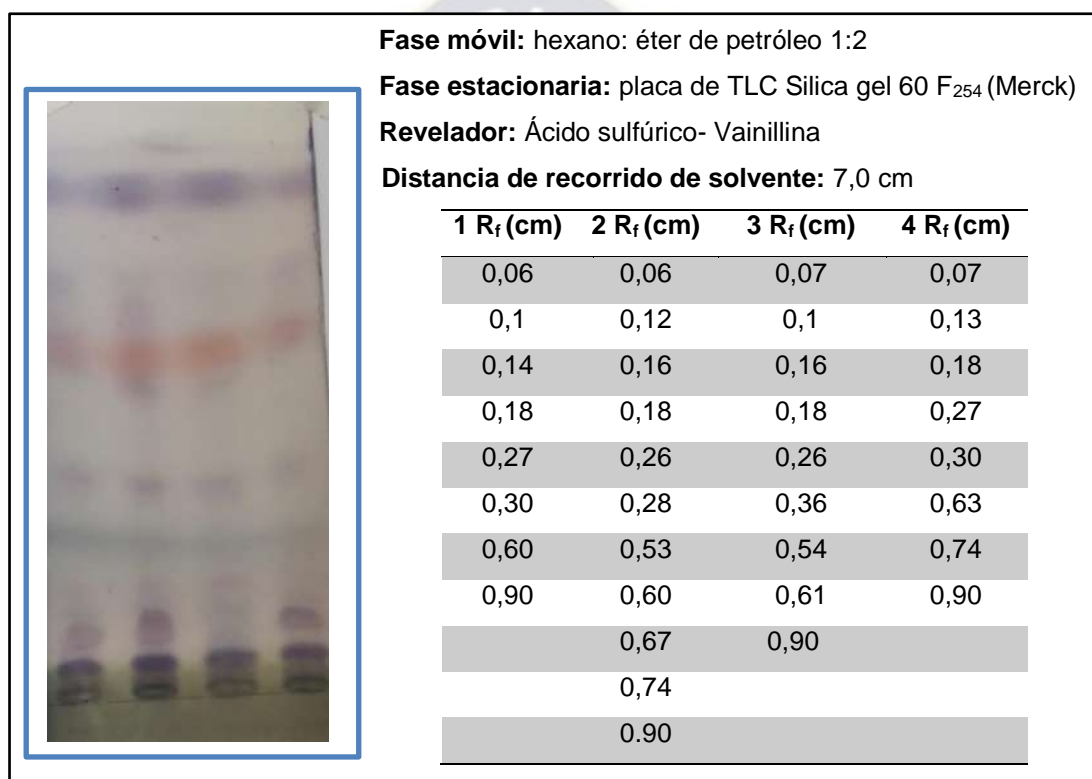 Fase móvil: hexano: éter de petróleo 1:2
Fase estacionaria: placa de TLC Silica gel 60 F254 (Merck)
Revelador: Ácido sulfúrico- Vainillina
Distancia de recorrido de solvente: 7,0 cm
1 Rf (cm) 2 Rf (cm) 3 Rf (cm) 4 Rf (cm)
0,06 0,06 0,07 0,07
0,1 0,12 0,1 0,13
0,14 0,16 0,16 0,18
0,18 0,18 0,18 0,27
0,27 0,26 0,26 0,30
0,30 0,28 0,36 0,63
0,60 0,53 0,54 0,74
0,90 0,60 0,61 0,90
0,67 0,90
0,74
0.90